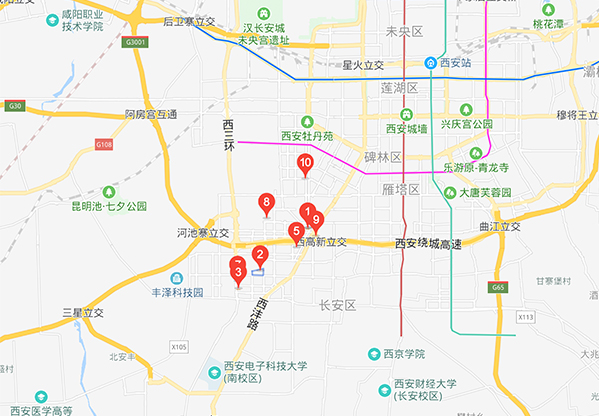 咸阳立交
咸阳职业
技术学院
后卫寨立交
汉长安城
未央宫遗址
未央区
桃花潭
G3001
星火立交
西安站
灞桥
G30
莲湖区
阿房宫互通
西三环
西安牡丹苑
西安城墙
兴庆宫公园
穆将王立
G108
碑林区
乐游原-青龙寺
10
雁塔区
大唐芙蓉园
昆明池·七夕公园
8
1
9
曲江立交
河池寨立交
5
西高新立交
西安绕城高速
2
7
3
丰泽科技园
甘寨堡村
G65
三星立交
西沣路
长安区
X113
X105
北安丰
西京学院
大兆
西安电子科技大学
(南校区)
西安财经大学
(长安校区)
西安医学高等